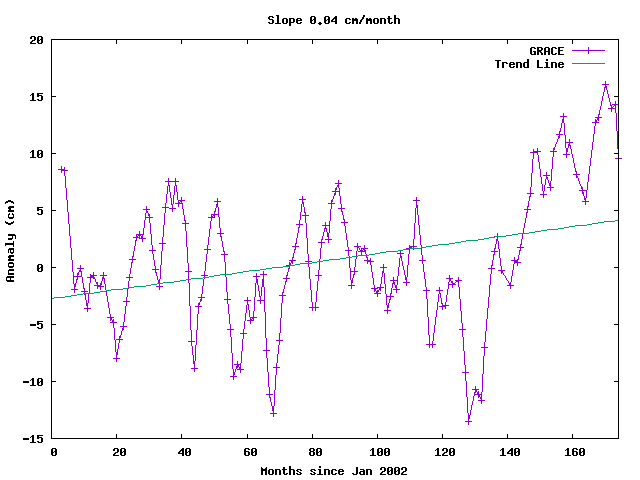 Slope 0.04 cm/month
GRACE
Trend Line
20
15
10
5
0
-5
-10
-15
Anomaly (cm)
0 20 40 60 80 100 120 140 160
Months since Jan 2002